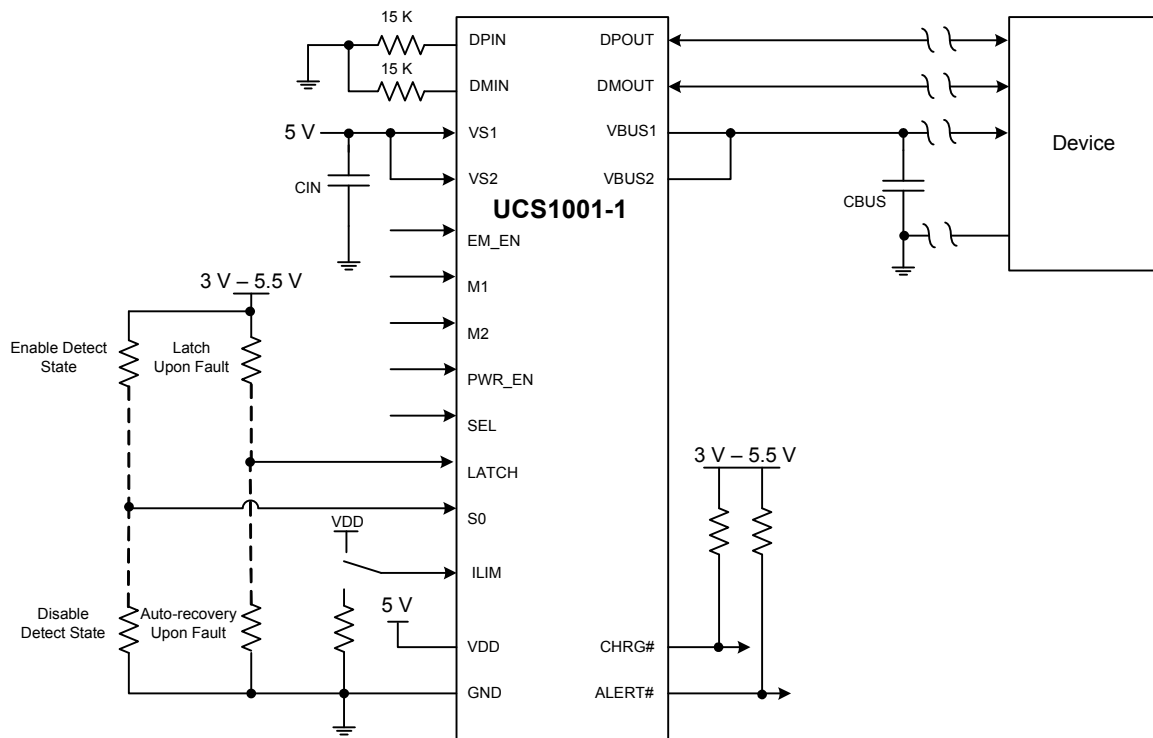 15 K
DPIN
DPOUT
15 K
DMIN
DMOUT
5 V
VS1
VBUS1
Device
CIN
VS2
VBUS2
CBUS
UCS1001-1
EM_EN
3 V – 5.5 V
M1
Enable Detect
State
Latch
Upon Fault
M2
PWR_EN
SEL
LATCH
3 V – 5.5 V
S0
VDD
ILIM
Disable
Detect State
Auto-recovery
Upon Fault
5 V
VDD
CHRG#
GND
ALERT#